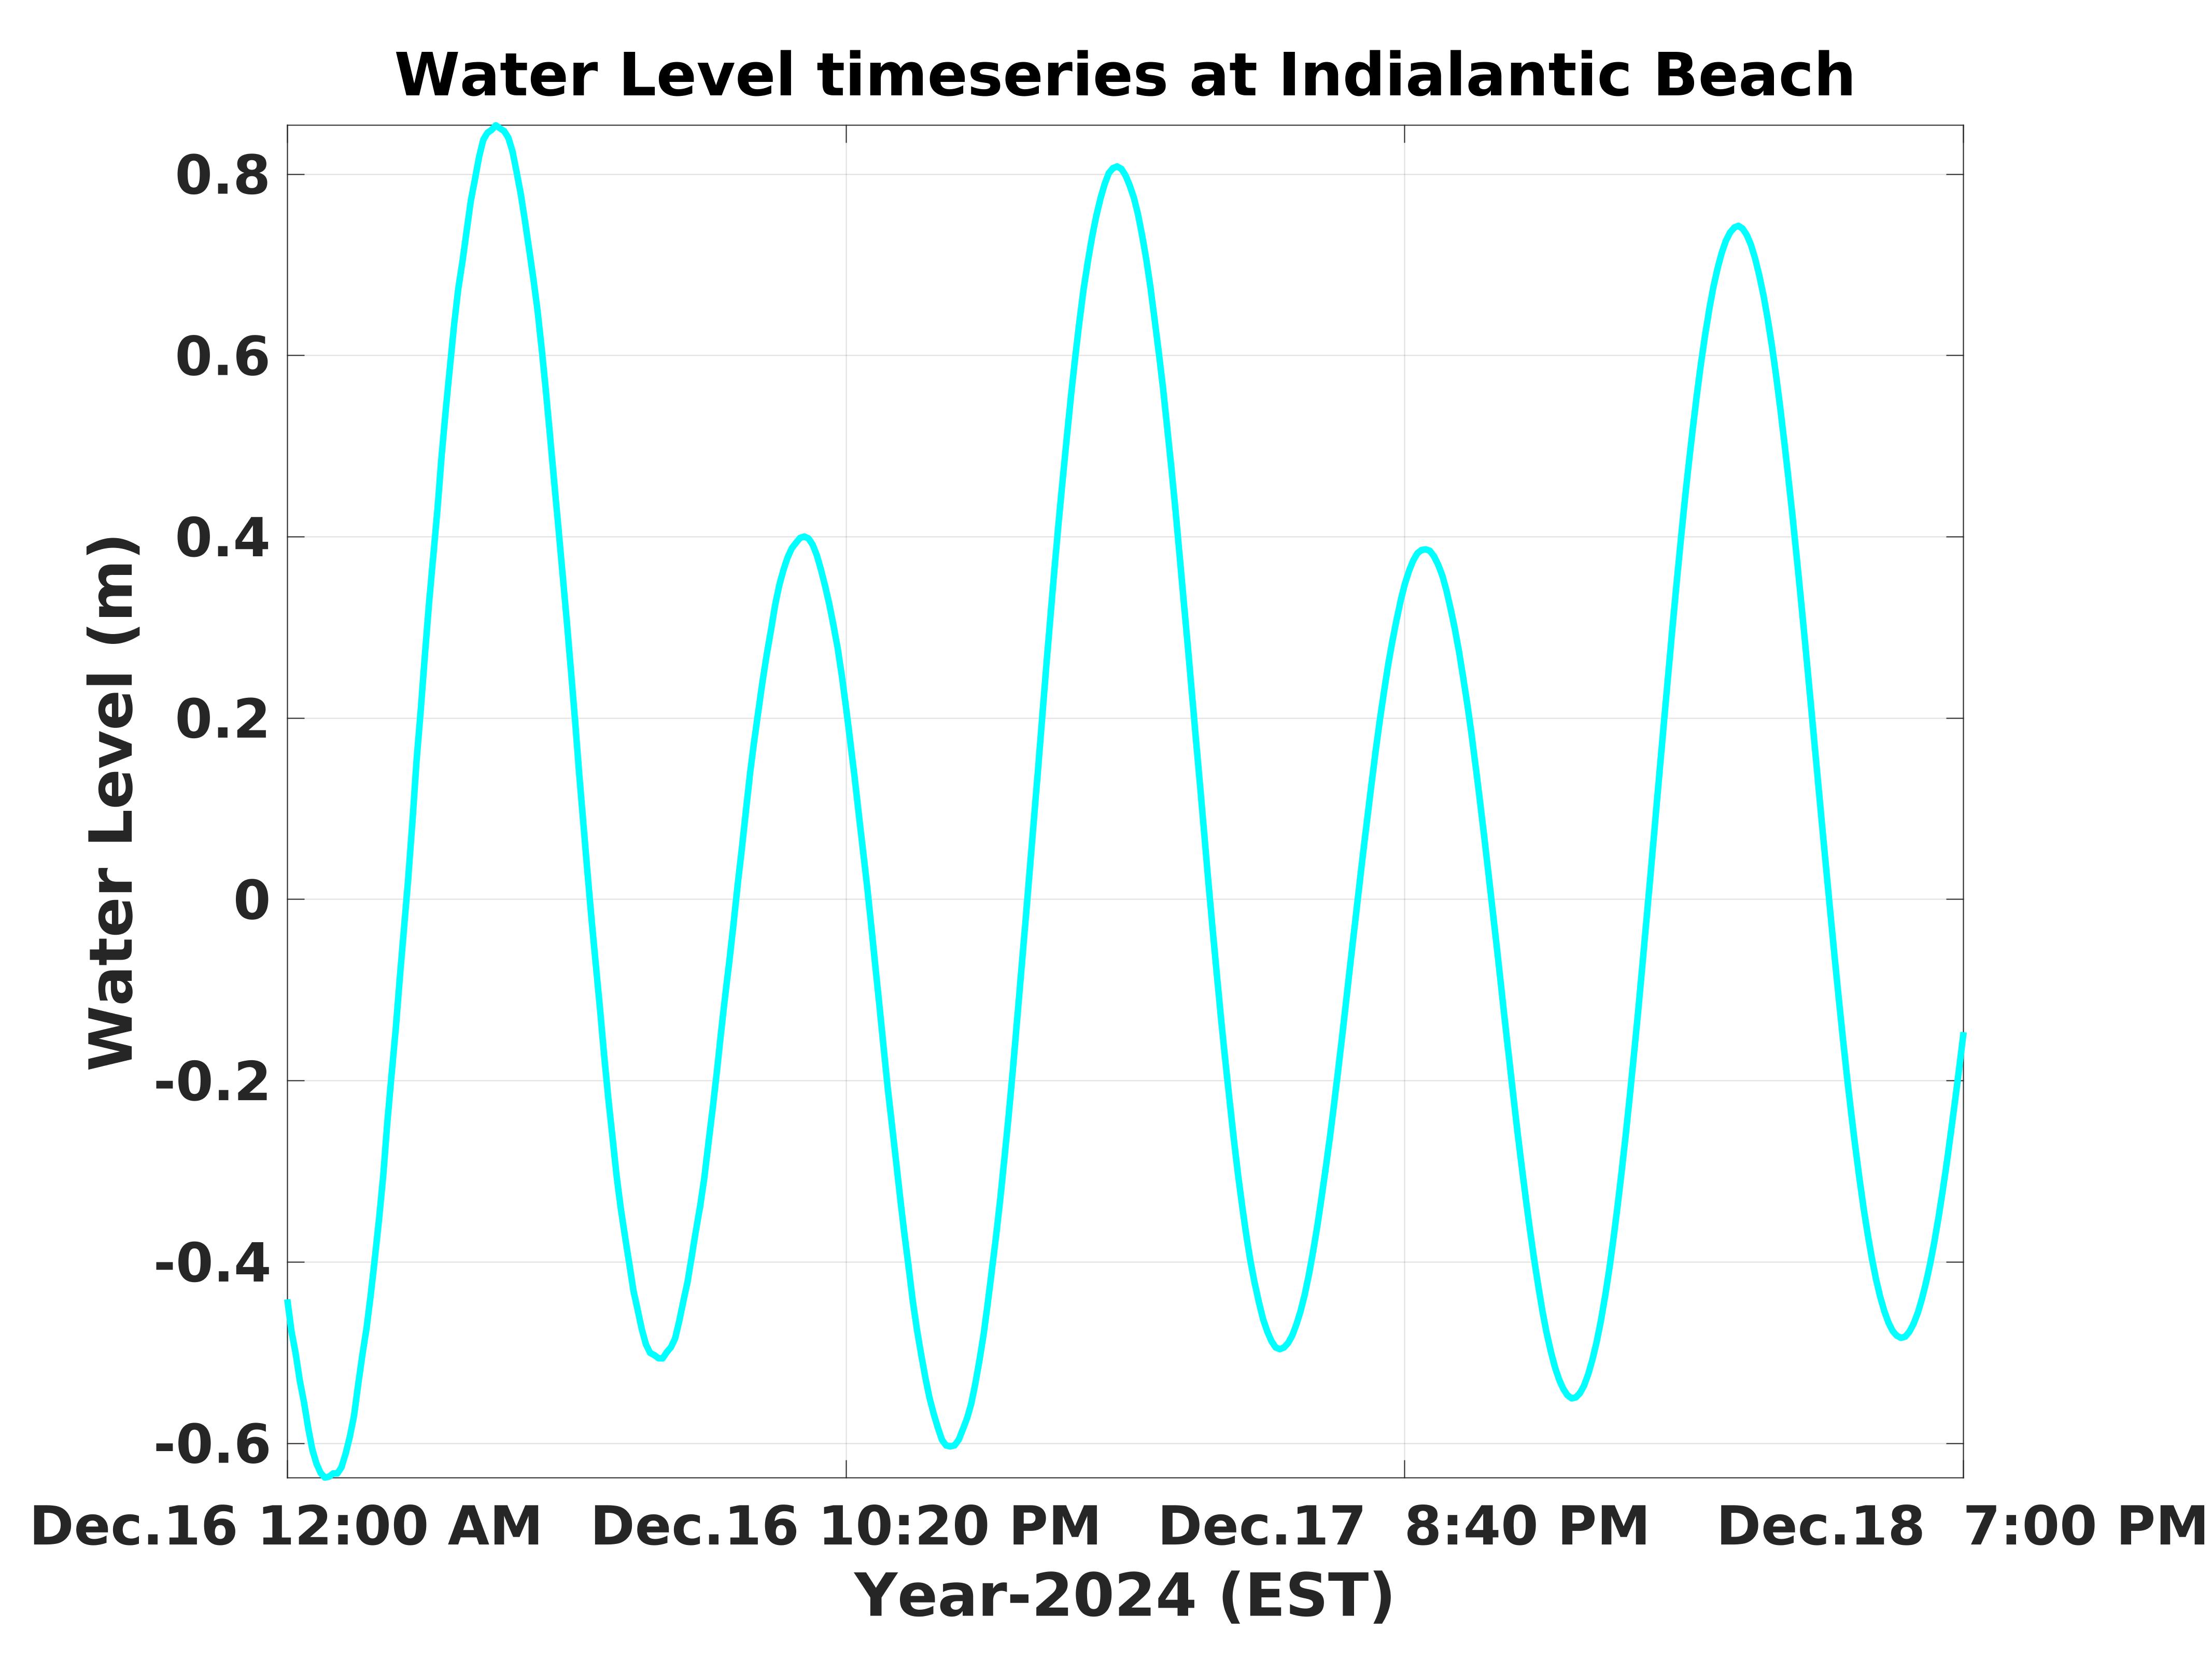 Water Level timeseries at Indialantic Beach
Water Level (m)
0.8
0.6
0.4
0.2
0
-0.2
-0.4
-0.6
Dec.16 12:00 AM Dec.16 10:20 PM Dec.17 8:40 PM Dec.18 7:00 PM
Year-2024 (EST)